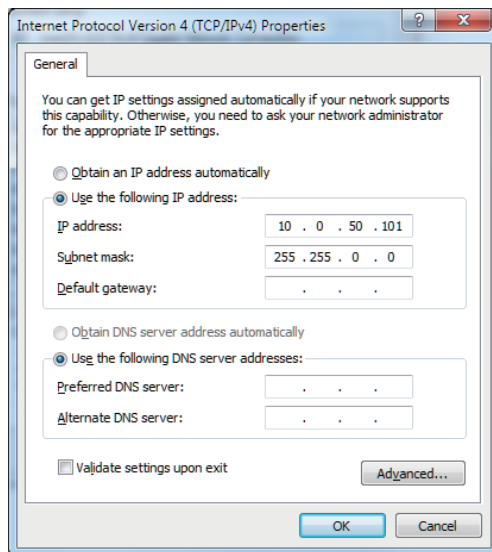 Internet Protocol Version 4 (TCP/IPv4) Properties
General
You can get IP settings assigned automatically if your network supports
this capability. Otherwise, you need to ask your network administrator
for the appropriate IP settings.
Obtain an IP address automatically
Use the following IP address:
IP address: 10 . 0 . 50 . 101
Subnet mask: 255 . 255 . 0 . 0
Default gateway: . . .
Obtain DNS server address automatically
Use the following DNS server addresses:
Preferred DNS server: . . .
Alternate DNS server: . . .
Validate settings upon exit
Advanced...
OK Cancel